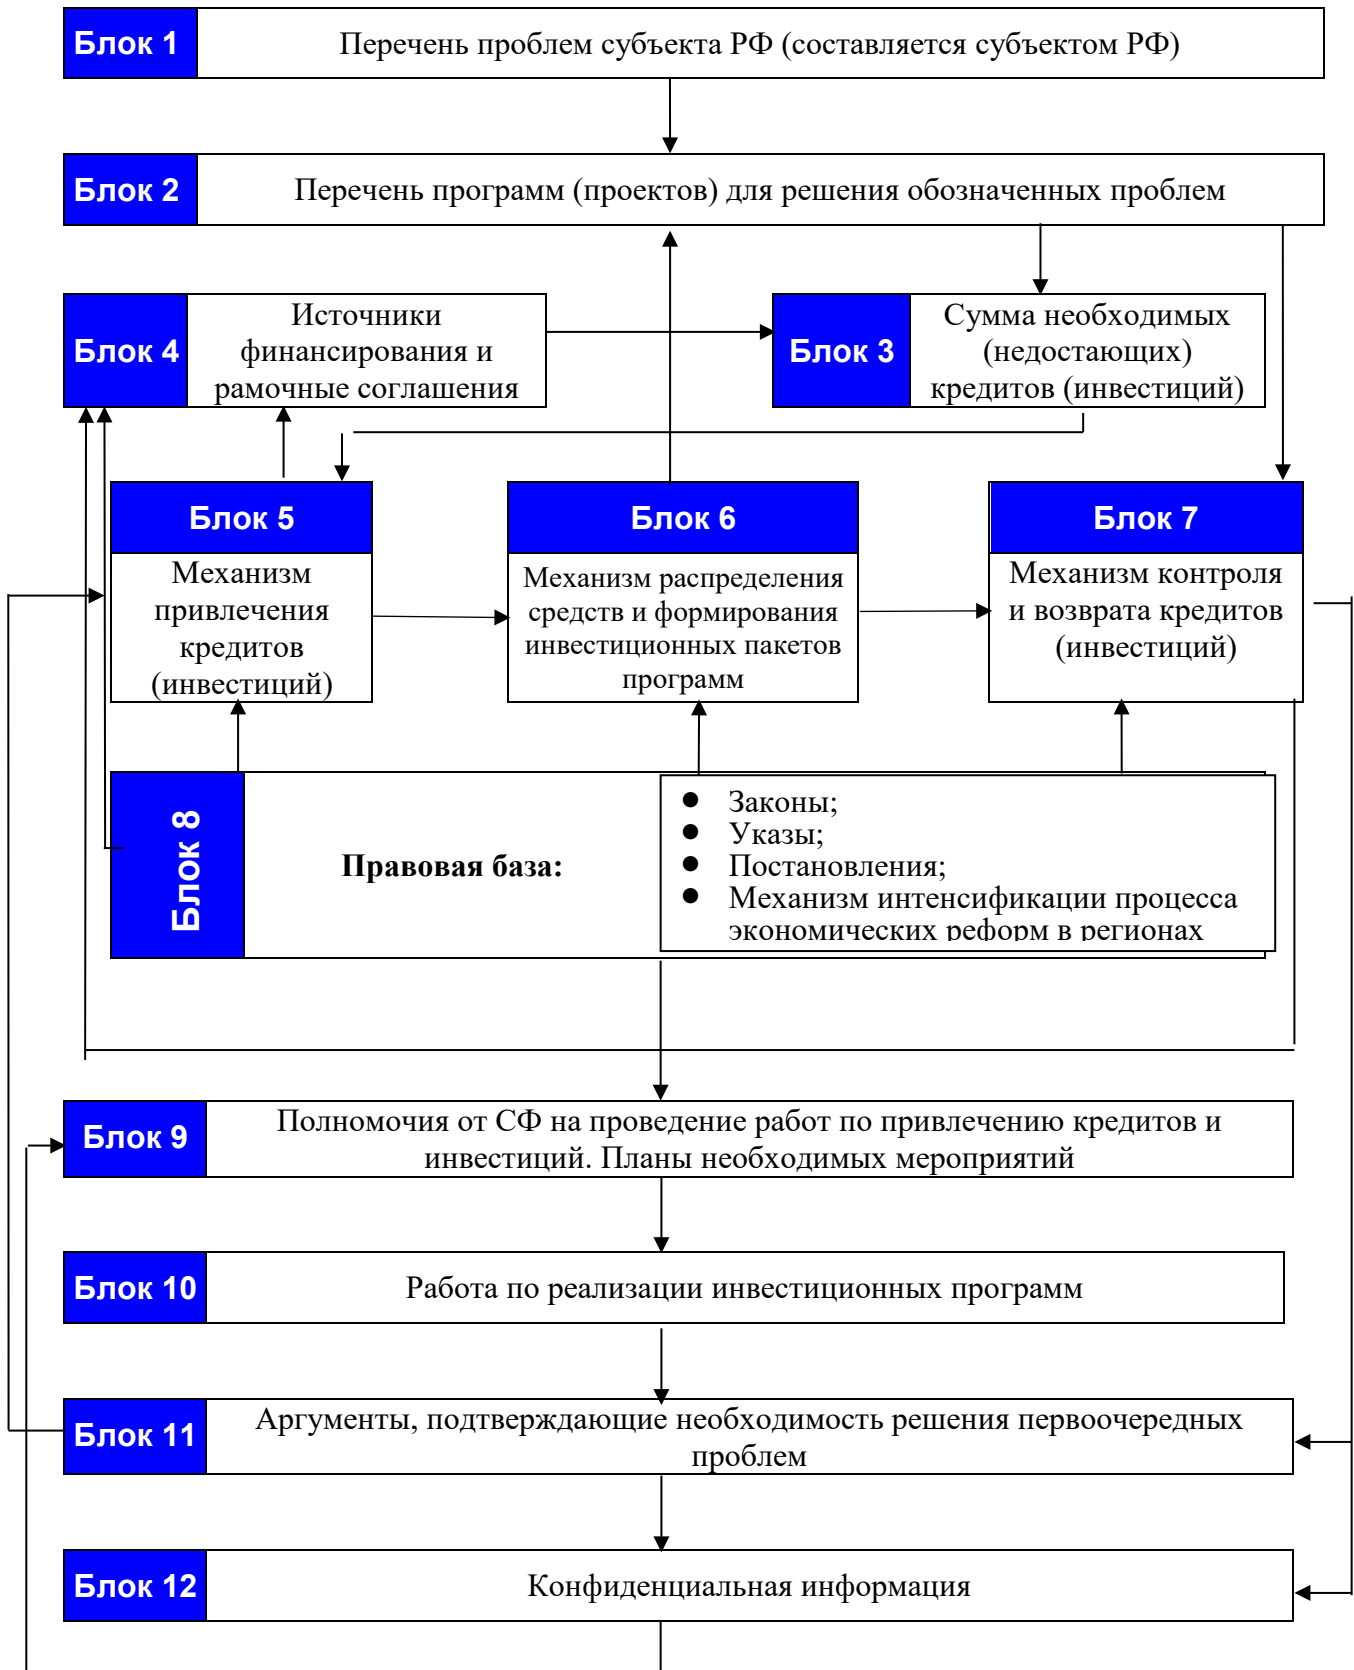 Блок 1
Перечень проблем субъекта РФ (составляется субъектом РФ)
Блок 2
Перечень программ (проектов) для решения обозначенных проблем
Блок 4
Источники
финансирования и
рамочные соглашения
Блок 3
Сумма необходимых
(недостающих)
кредитов (инвестиций)
Блок 5
Механизм
привлечения
кредитов
(инвестиций)
Блок 6
Механизм распределения
средств и формирования
инвестиционных пакетов
программ
Блок 7
Механизм контроля
и возврата кредитов
(инвестиций)
Блок 8
Правовая база:
● Законы;
● Указы;
● Постановления;
● Механизм интенсификации процесса
экономических реформ в регионах
Блок 9
Полномочия от СФ на проведение работ по привлечению кредитов и
инвестиций. Планы необходимых мероприятий
Блок 10
Работа по реализации инвестиционных программ
Блок 11
Аргументы, подтверждающие необходимость решения первоочередных
проблем
Блок 12
Конфиденциальная информация